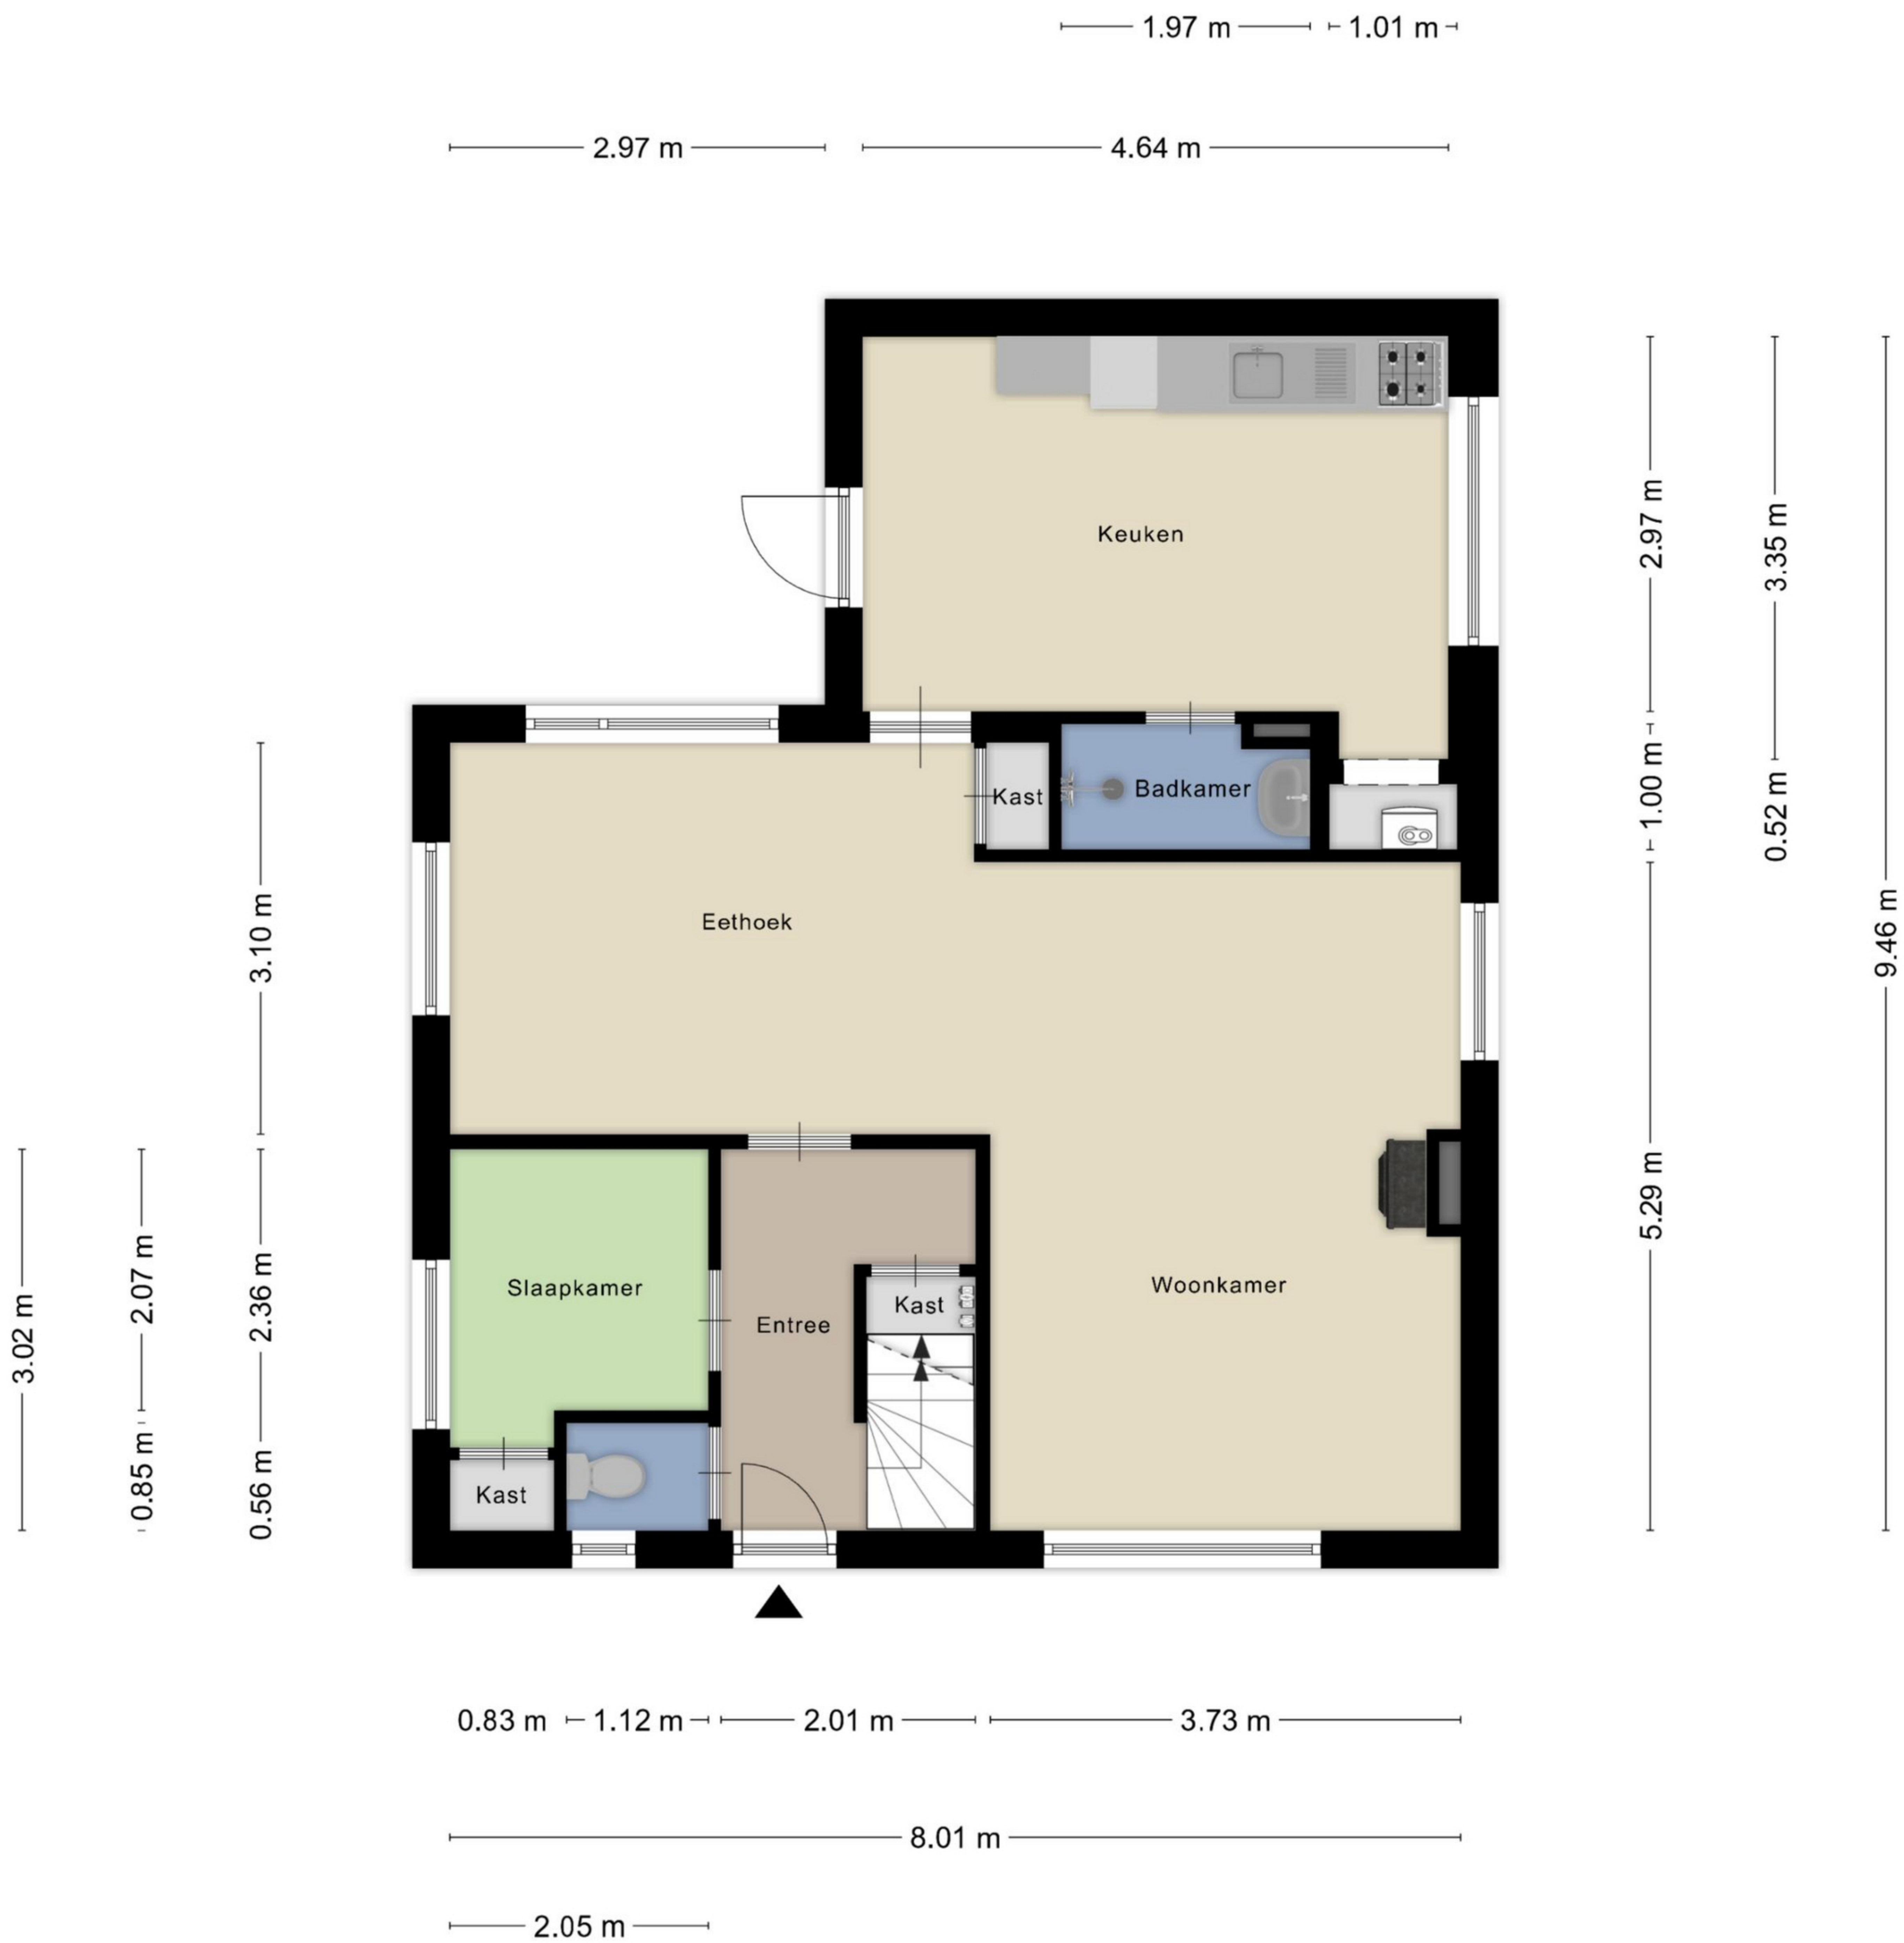 1.97 m 1.01 m
2.97 m 4.64 m
Keuken
2.97 m
3.35 m
Kast
Badkamer
1.00 m
0.52 m
Eethoek
3.10 m
9.46 m
5.29 m
Slaapkamer
Kast
Entree
Woonkamer
3.02 m
2.07 m
2.36 m
Kast
0.85 m
0.56 m
0.83 m 1.12 m 2.01 m 3.73 m
8.01 m
2.05 m